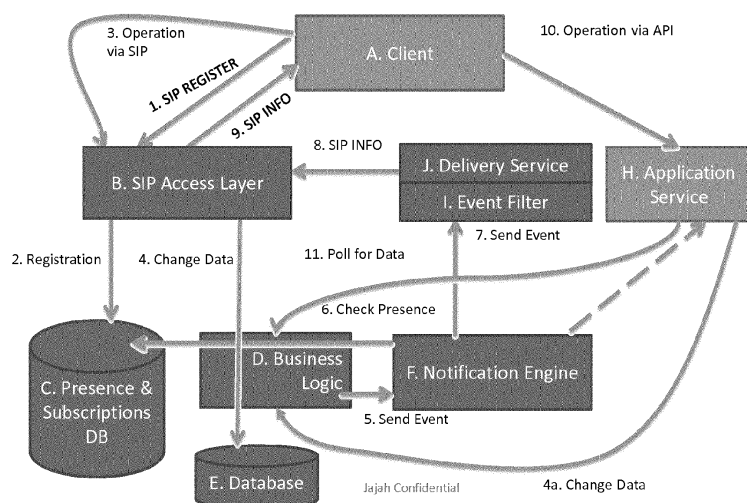 3. Operation
via SIP
A. Client
10. Operation via API
1. SIP REGISTER
9. SIP INFO
8. SIP INFO
B. SIP Access Layer
J. Delivery Service
I. Event Filter
H. Application
Service
7. Send Event
2. Registration
4. Change Data
11. Poll for Data
6. Check Presence
C. Presence &
Subscriptions
DB
D. Business
Logic
F. Notification Engine
5. Send Event
E. Database
Jajah Confidential
4a. Change Data